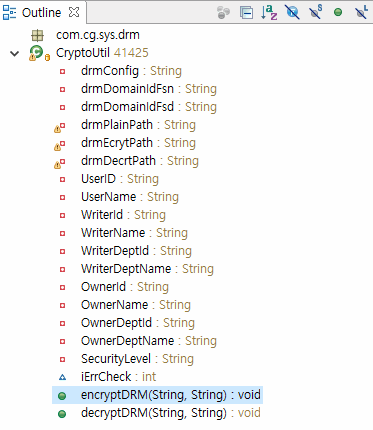 Outline
com.cg.sys.drm
CryptoUtil 41425
drmConfig : String
drmDomainIdFsn : String
drmDomainIdFsd : String
drmPlainPath : String
drmEcrytPath : String
drmDecrtPath : String
UserID : String
UserName : String
WriterId : String
WriterName : String
WriterDeptId : String
WriterDeptName : String
OwnerId : String
OwnerName : String
OwnerDeptId : String
OwnerDeptName : String
SecurityLevel : String
iErrCheck : int
encryptDRM(String, String) : void
decryptDRM(String, String) : void